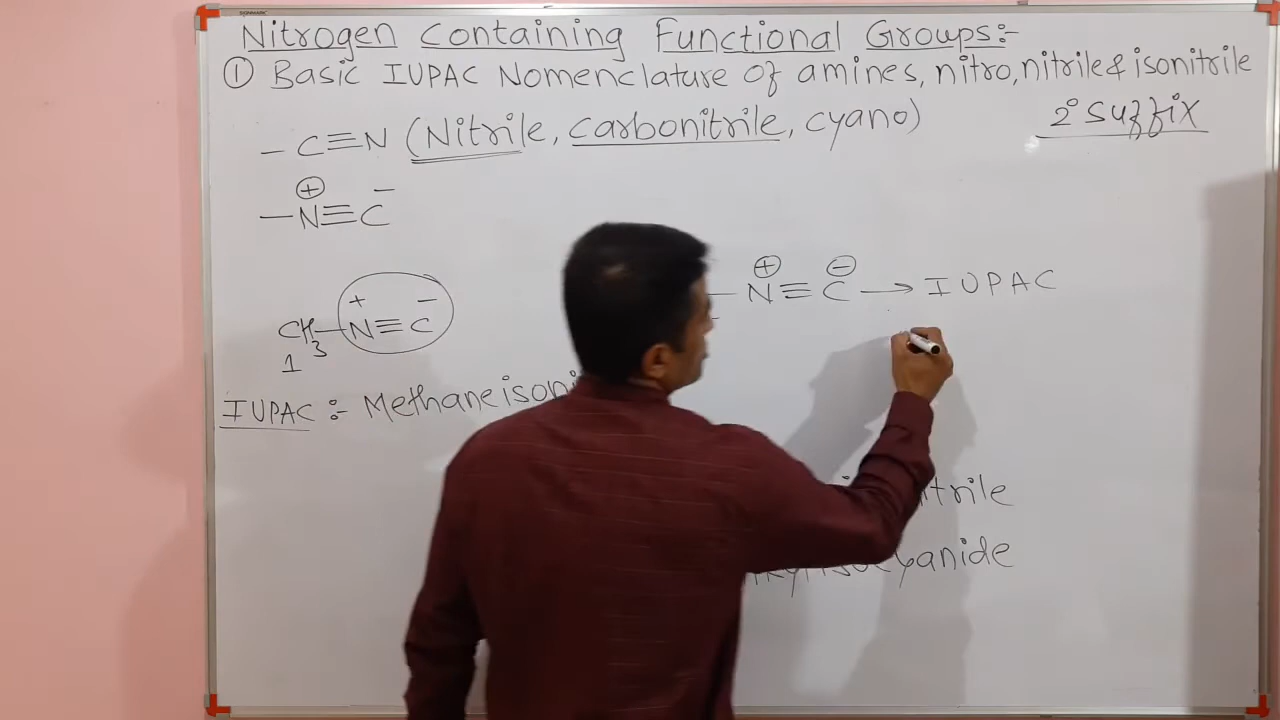 Nitrogen Containing Functional Groups:-
① Basic IUPAC Nomenclature of amines, nitro, nitrile & isonitrile
2° Suffix
– C≡N (Nitrile, carbonitrile, cyano)
⊕ –
–N≡C
⊕ ⊖
–N≡C → IUPAC
+ –
CH3–N≡C
1
IUPAC :- Methaneisoni
trile
cyanide